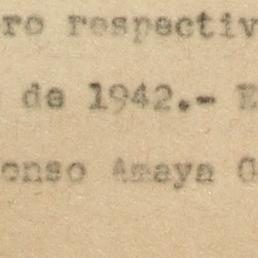 ro respectiv
de 1942.- E
onso Amaya G